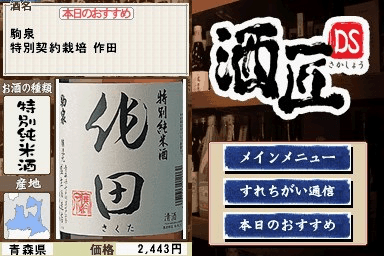 酒名
本日のおすすめ
駒泉
特別契約栽培 作田
お酒の種類
特別純米酒
産地
青森県
価格 2,443円
駒泉
特別純米酒
作田
さくた
清酒
酒匠DS
さかしょう
メインメニュー
すれちがい通信
本日のおすすめ